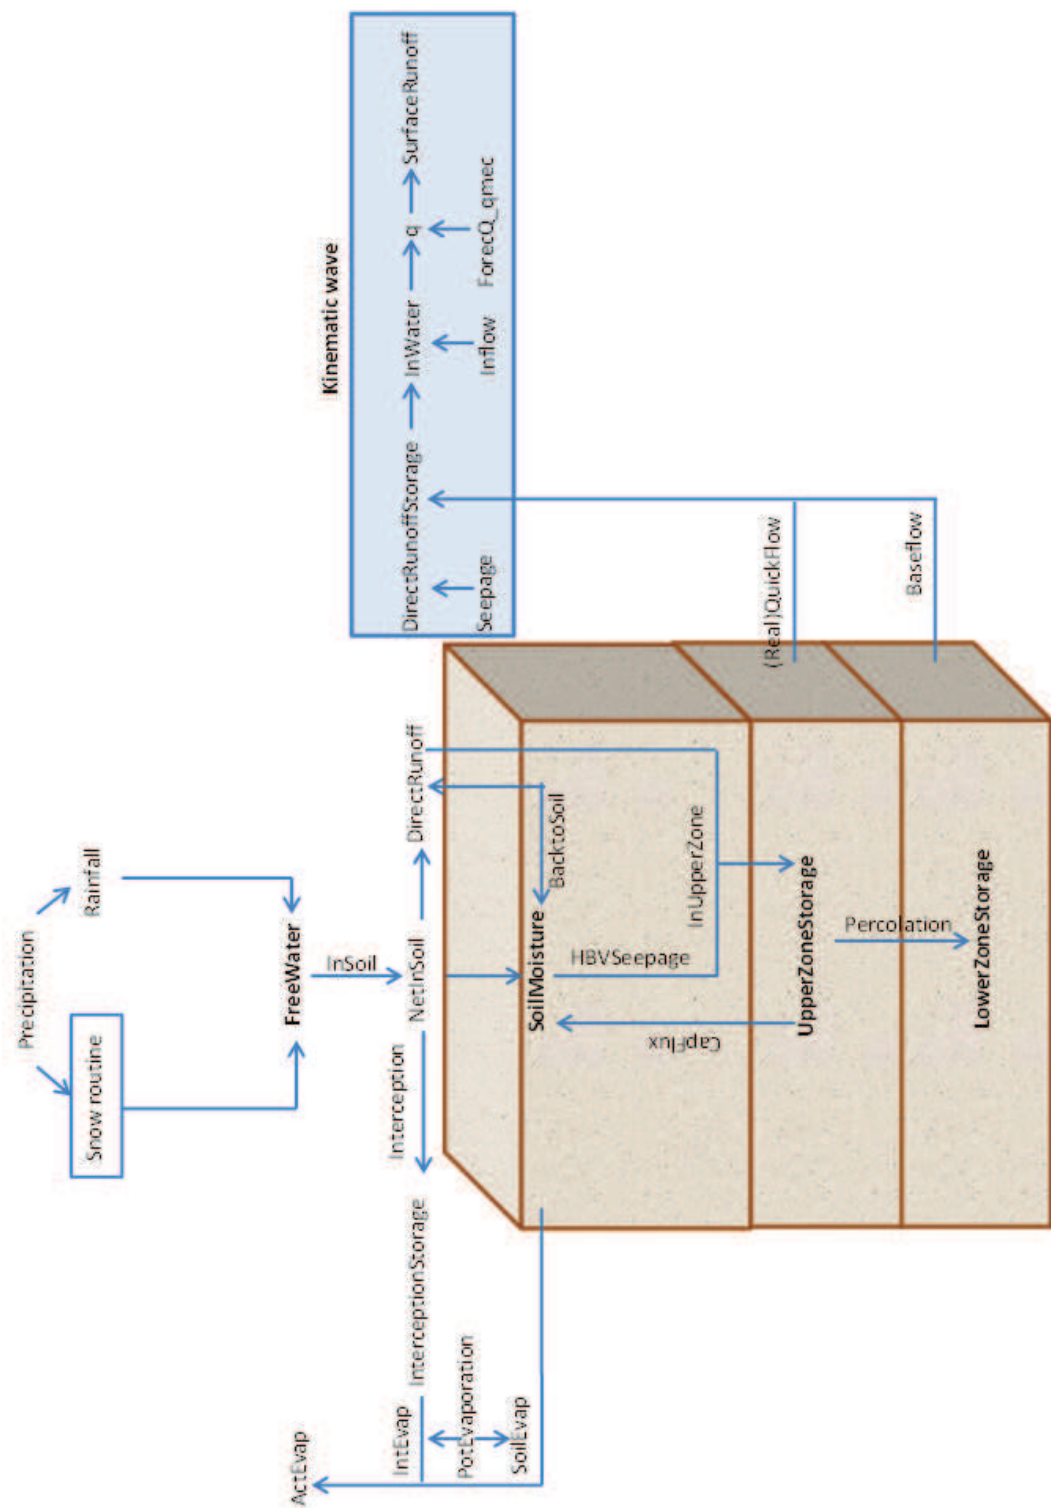 Precipitation
Snow routine
Rainfall
FreeWater
InSoil
Kinematic wave
ActEvap
IntEvap
InterceptionStorage
Interception
NetInSoil
DirectRunoff
DirectRunoffStorage
InWater
q
SurfaceRunoff
PotEvaporation
Seepage
Inflow
ForecQ_qmec
SoilEvap
SoilMoisture
BacktoSoil
HBVSeepage
CapFlux
InUpperZone
UpperZoneStorage
(Real)QuickFlow
Percolation
Baseflow
LowerZoneStorage